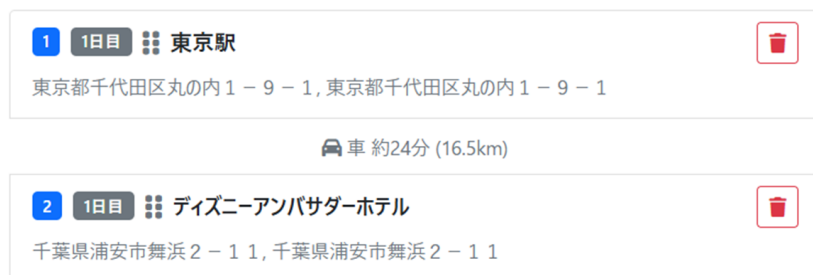 1 1日目 東京駅
東京都千代田区丸の内１－９－１, 東京都千代田区丸の内１－９－１
車 約24分 (16.5km)
2 1日目 ディズニーアンバサダーホテル
千葉県浦安市舞浜２－１１, 千葉県浦安市舞浜２－１１